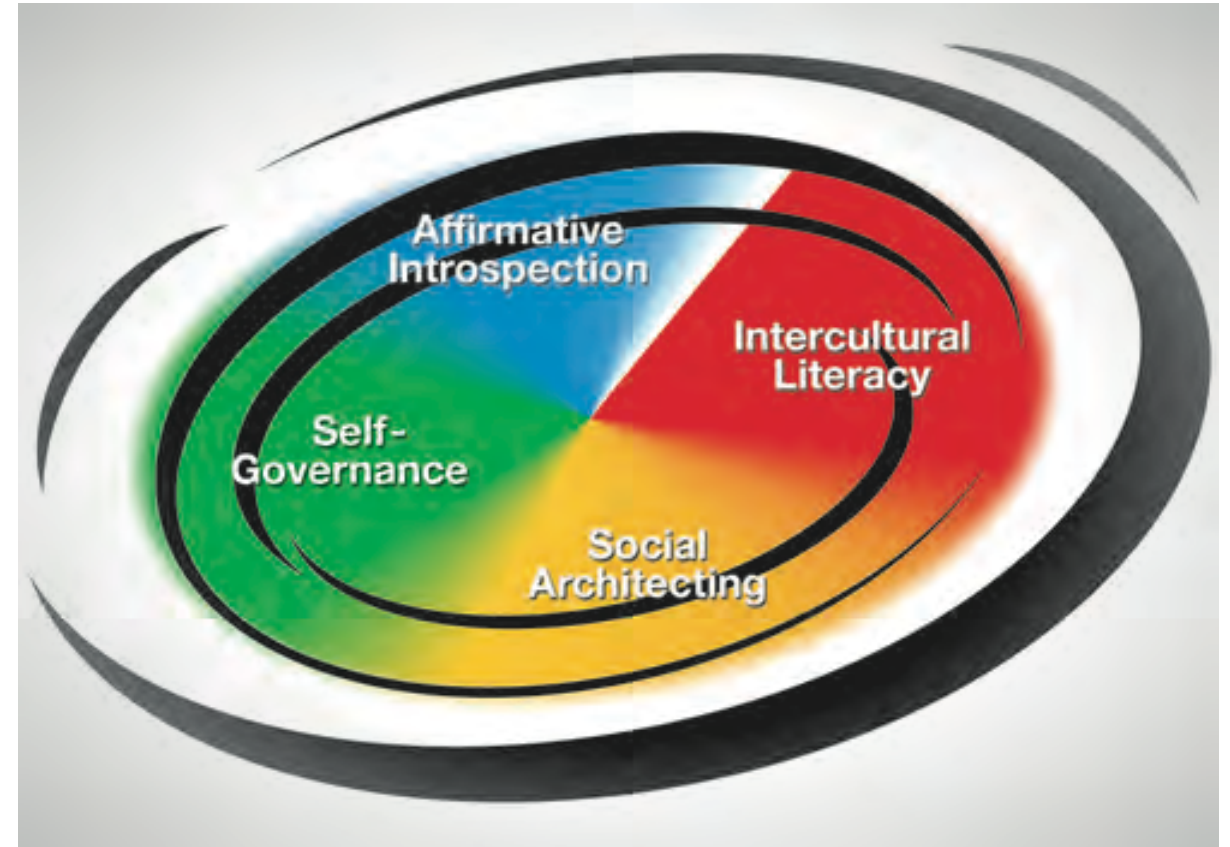 Affirmative
Introspection
Intercultural
Literacy
Self-
Governance
Social
Architecting